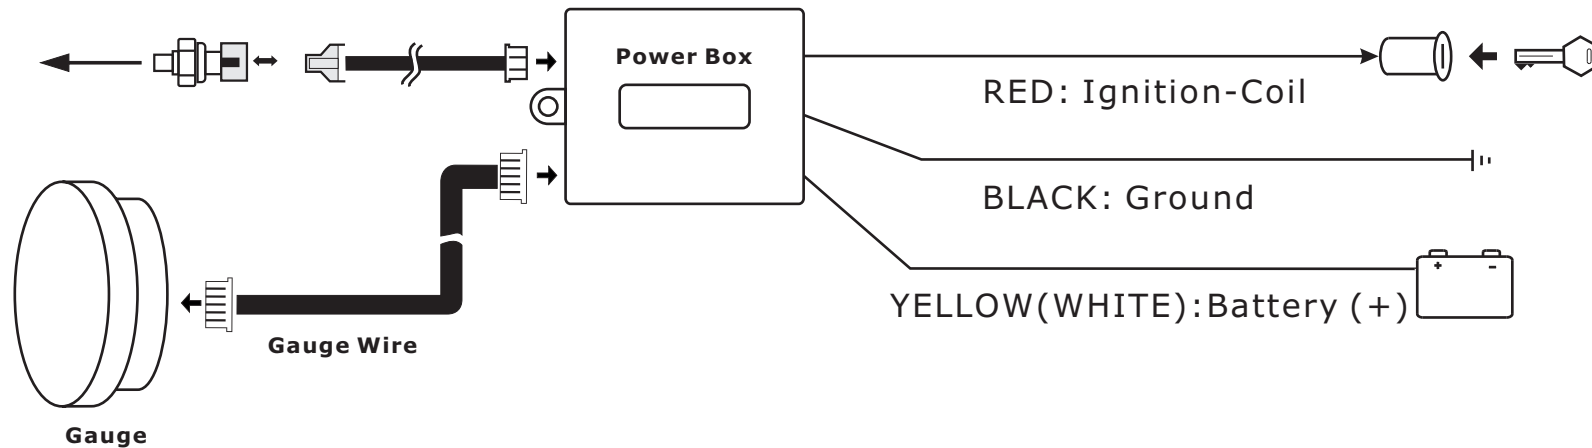 Power Box
RED: Ignition-Coil
BLACK: Ground
+ -
YELLOW(WHITE):Battery (+)
Gauge Wire
Gauge